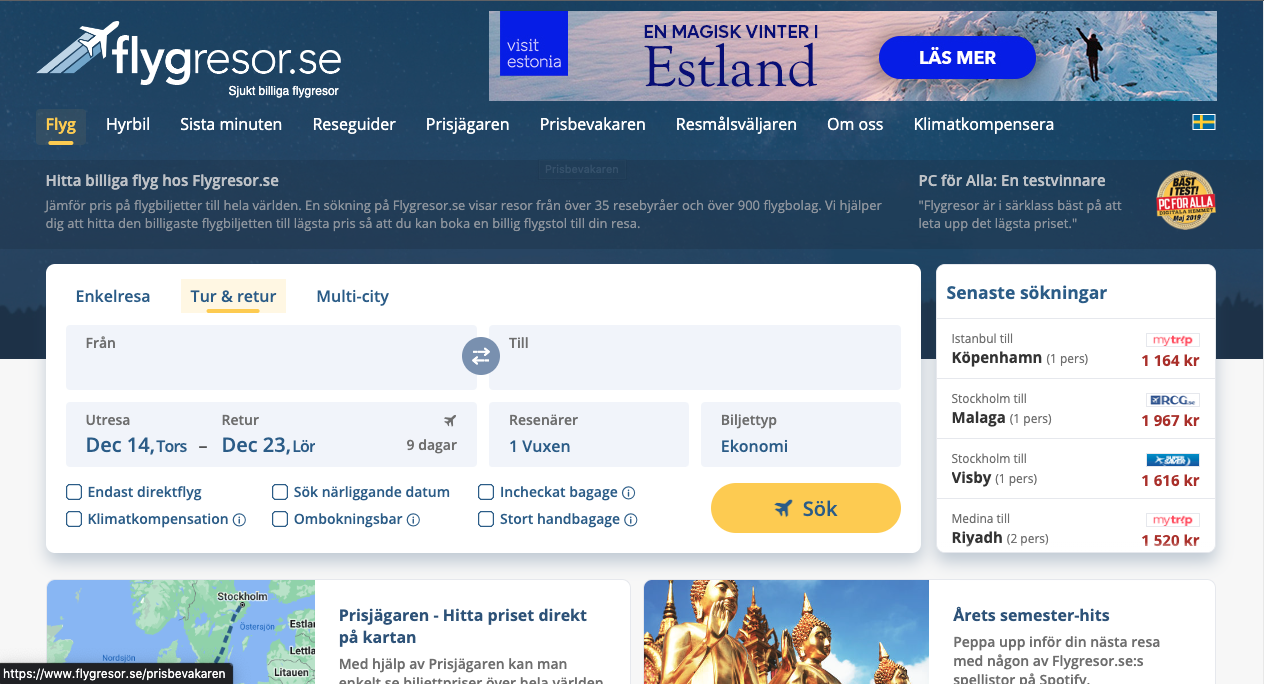 flygresor.se
Sjukt billiga flygresor
visit
estonia
EN MAGISK VINTER I
Estland
LÄS MER
Flyg Hyrbil Sista minuten Reseguider Prisjägaren Prisbevakaren Resmålsväljaren Om oss Klimatkompensera
Prisbevakaren
Hitta billiga flyg hos Flygresor.se
Jämför pris på flygbiljetter till hela världen. En sökning på Flygresor.se visar resor från över 35 resebyråer och över 900 flygbolag. Vi hjälper
dig att hitta den billigaste flygbiljetten till lägsta pris så att du kan boka en billig flygstol till din resa.
PC för Alla: En testvinnare
"Flygresor är i särklass bäst på att
leta upp det lägsta priset."
BÄST
I TEST!
PC FÖR ALLA
DIGITALA HEMMET
Maj 2019
Enkelresa Tur & retur Multi-city
Från Till
Utresa Retur
Dec 14, Tors – Dec 23, Lör 9 dagar
Resenärer
1 Vuxen
Biljettyp
Ekonomi
Endast direktflyg Sök närliggande datum Incheckat bagage
Klimatkompensation Ombokningsbar Stort handbagage
Sök
Senaste sökningar
Istanbul till mytrip
Köpenhamn (1 pers) 1 164 kr
Stockholm till RCG.se
Malaga (1 pers) 1 967 kr
Stockholm till
Visby (1 pers) 1 616 kr
Medina till mytrip
Riyadh (2 pers) 1 520 kr
Stockholm
Östersjön
Estl
Lettla
Nordsjön
Litauen
Prisjägaren - Hitta priset direkt
på kartan
Med hjälp av Prisjägaren kan man
enkelt se biljettpriser över hela världen
Årets semester-hits
Peppa upp inför din nästa resa
med någon av Flygresor.se:s
spellistor på Spotify.
https://www.flygresor.se/prisbevakaren